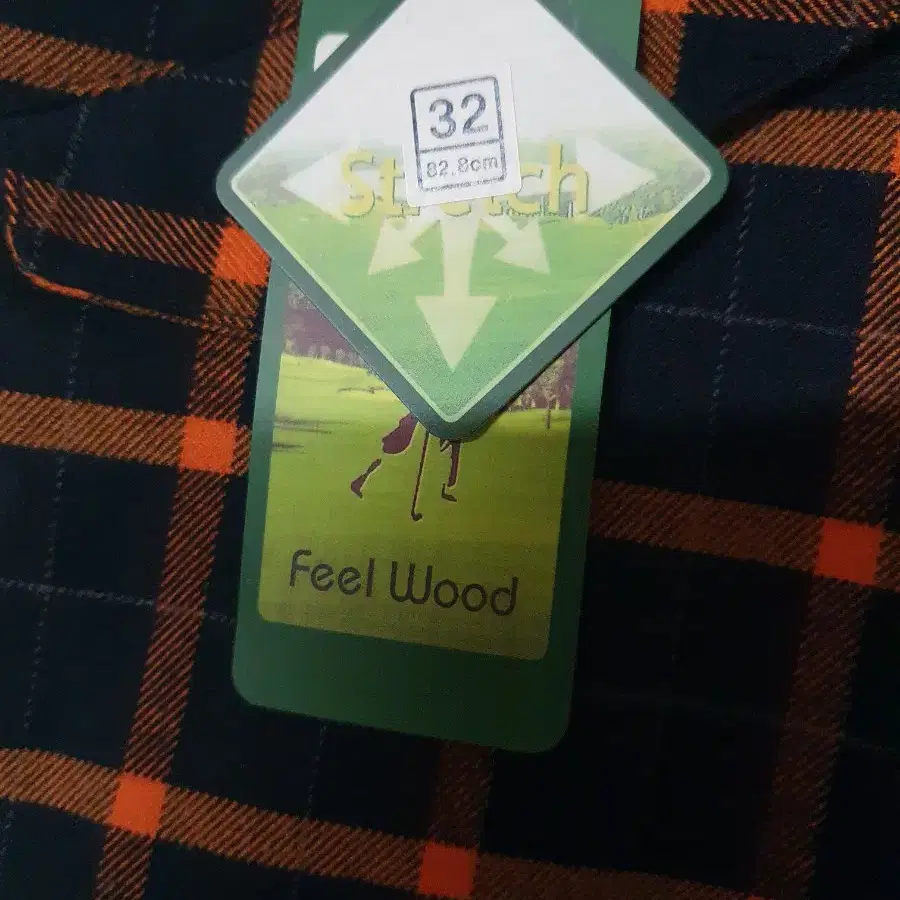 32
82.8cm
Stretch
Feel Wood